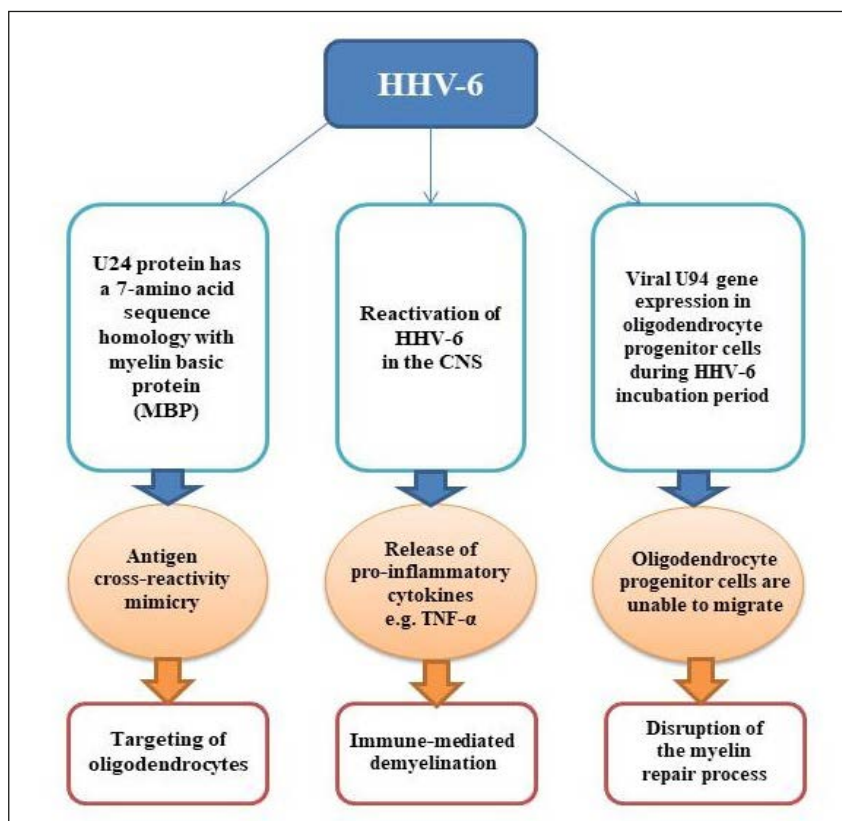 HHV-6
U24 protein has
a 7-amino acid
sequence
homology with
myelin basic
protein
(MBP)
Reactivation of
HHV-6
in the CNS
Viral U94 gene
expression in
oligodendrocyte
progenitor cells
during HHV-6
incubation period
Antigen
cross-reactivity
mimicry
Release of
pro-inflammatory
cytokines
e.g. TNF-α
Oligodendrocyte
progenitor cells are
unable to migrate
Targeting of
oligodendrocytes
Immune-mediated
demyelination
Disruption of
the myelin
repair process